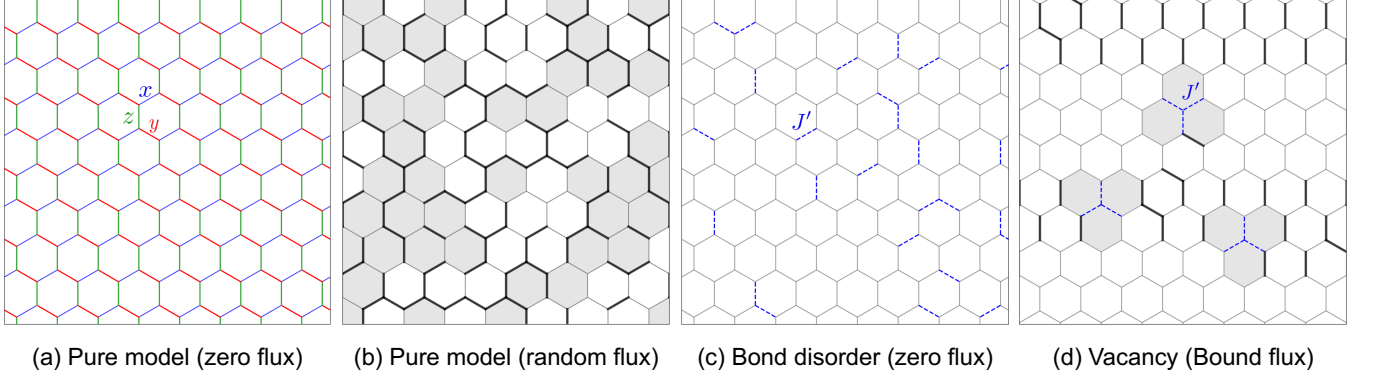 x
z
y
J′
J′
(a) Pure model (zero flux)
(b) Pure model (random flux)
(c) Bond disorder (zero flux)
(d) Vacancy (Bound flux)